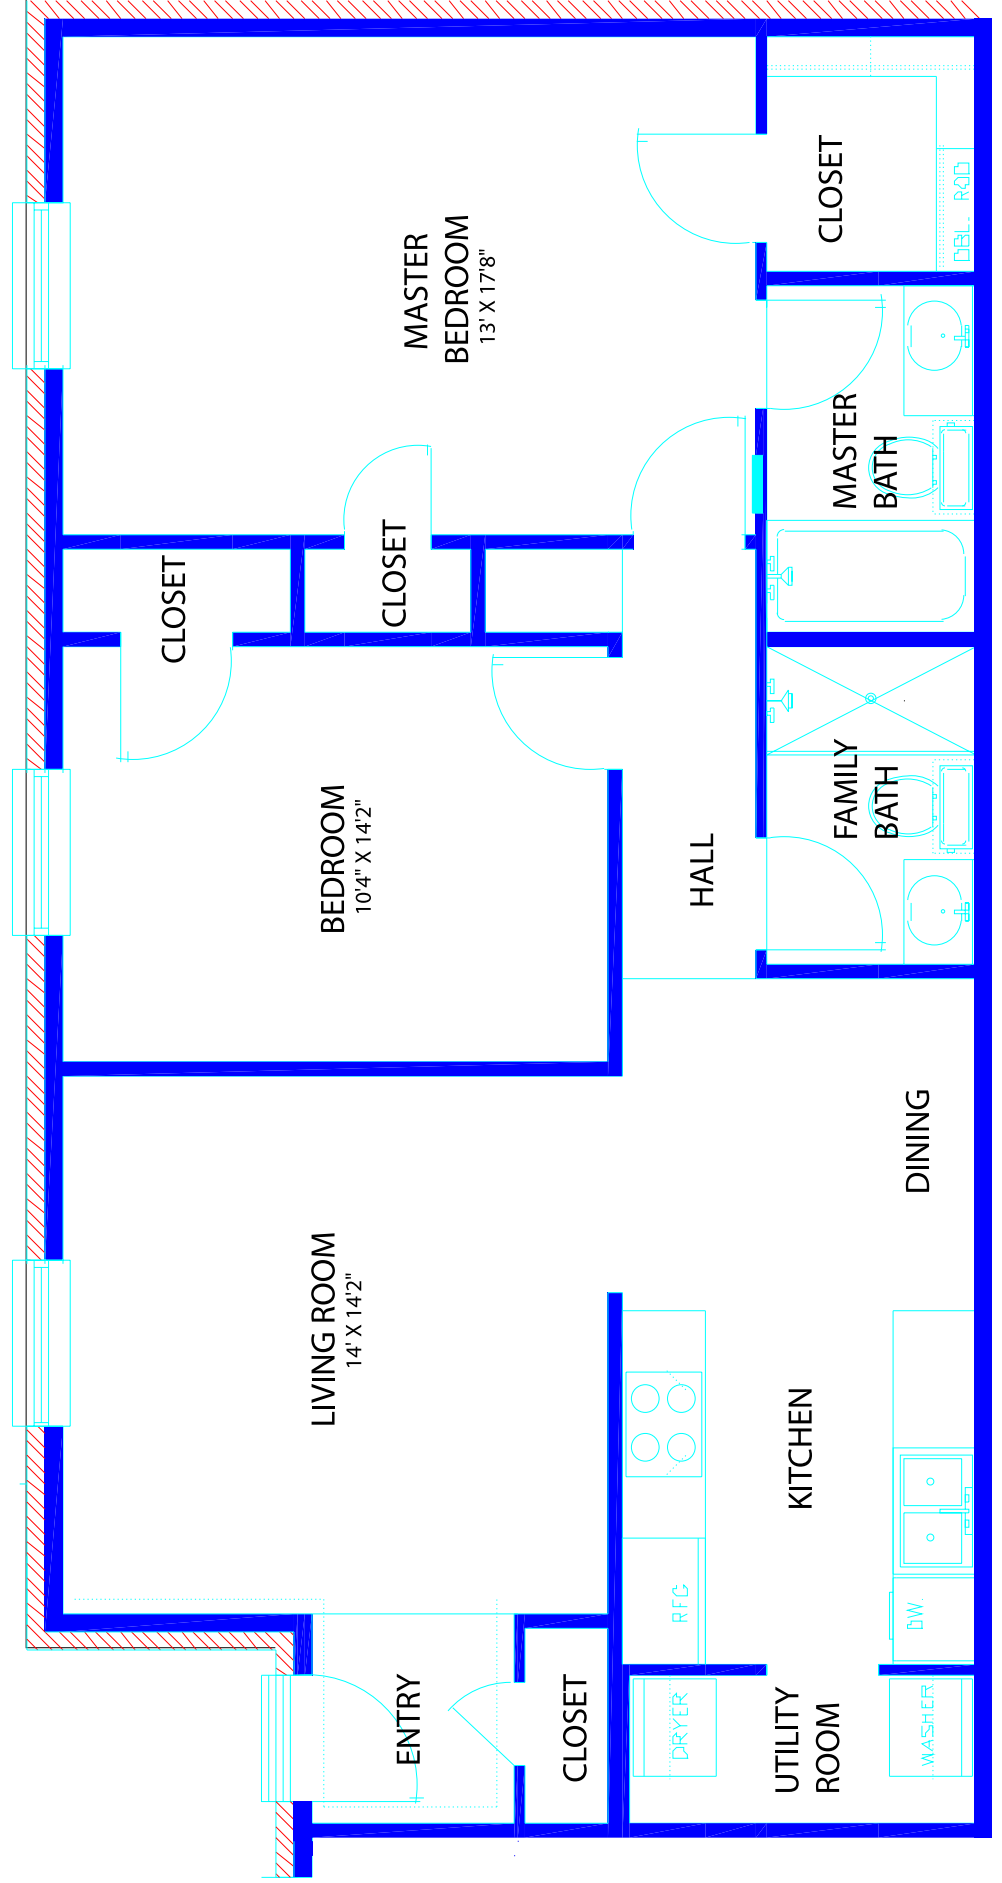 CLOSET
DBL. ROD
MASTER
BEDROOM
13' X 17'8"
MASTER
BATH
CLOSET
CLOSET
FAMILY
BATH
BEDROOM
10'4" X 14'2"
HALL
DINING
LIVING ROOM
14' X 14'2"
KITCHEN
RFG
DW
ENTRY
CLOSET
DRYER
UTILITY
ROOM
WASHER